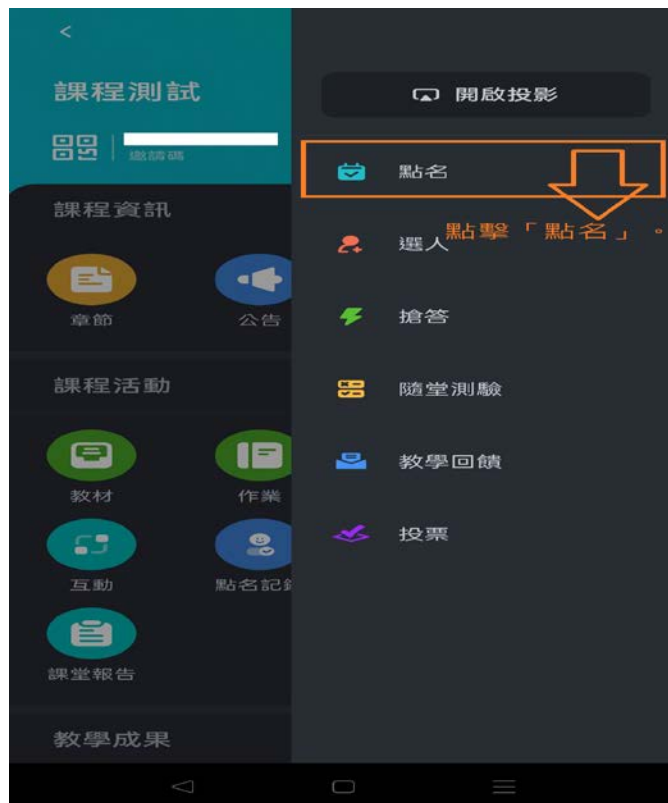 <
課程測試
邀請碼
課程資訊
章節
公告
課程活動
教材
作業
互動
點名記錄
課堂報告
教學成果
開啟投影
點名
點擊「點名」。
選人
搶答
隨堂測驗
教學回饋
投票